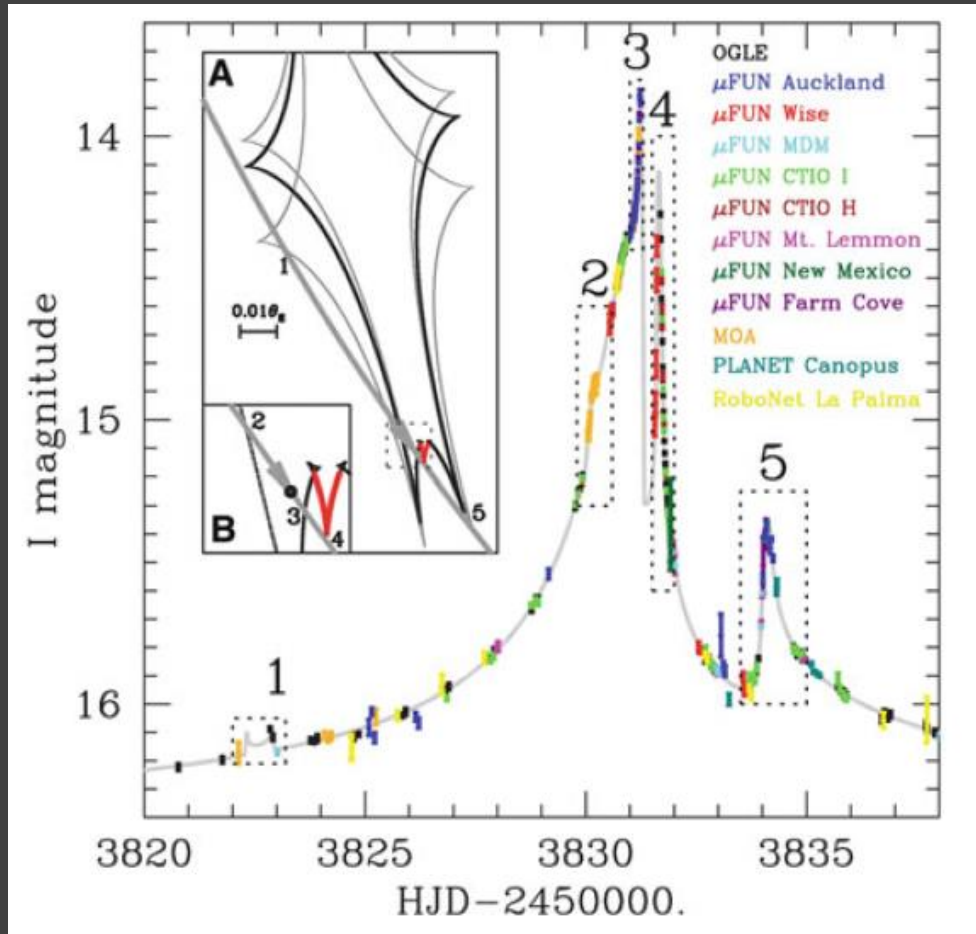 3
OGLE
μFUN Auckland
A
4
14
μFUN Wise
μFUN MDM
μFUN CTIO I
μFUN CTIO H
μFUN Mt. Lemmon
1
2
μFUN New Mexico
μFUN Farm Cove
0.01θE
MOA
PLANET Canopus
RoboNet La Palma
2
15
I magnitude
5
3
5
B
4
1
16
3820
3825
3830
3835
HJD−2450000.